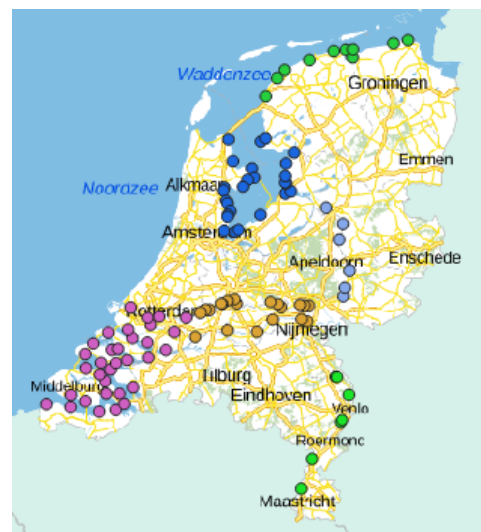 Waddenzee
Groningen
Noordzee
Alkmaar
Emmen
Amsterdam
Apeldoorn
Enschede
Rotterdam
Nijmegen
Middelburg
Tilburg
Eindhoven
Venlo
Roermond
Maastricht